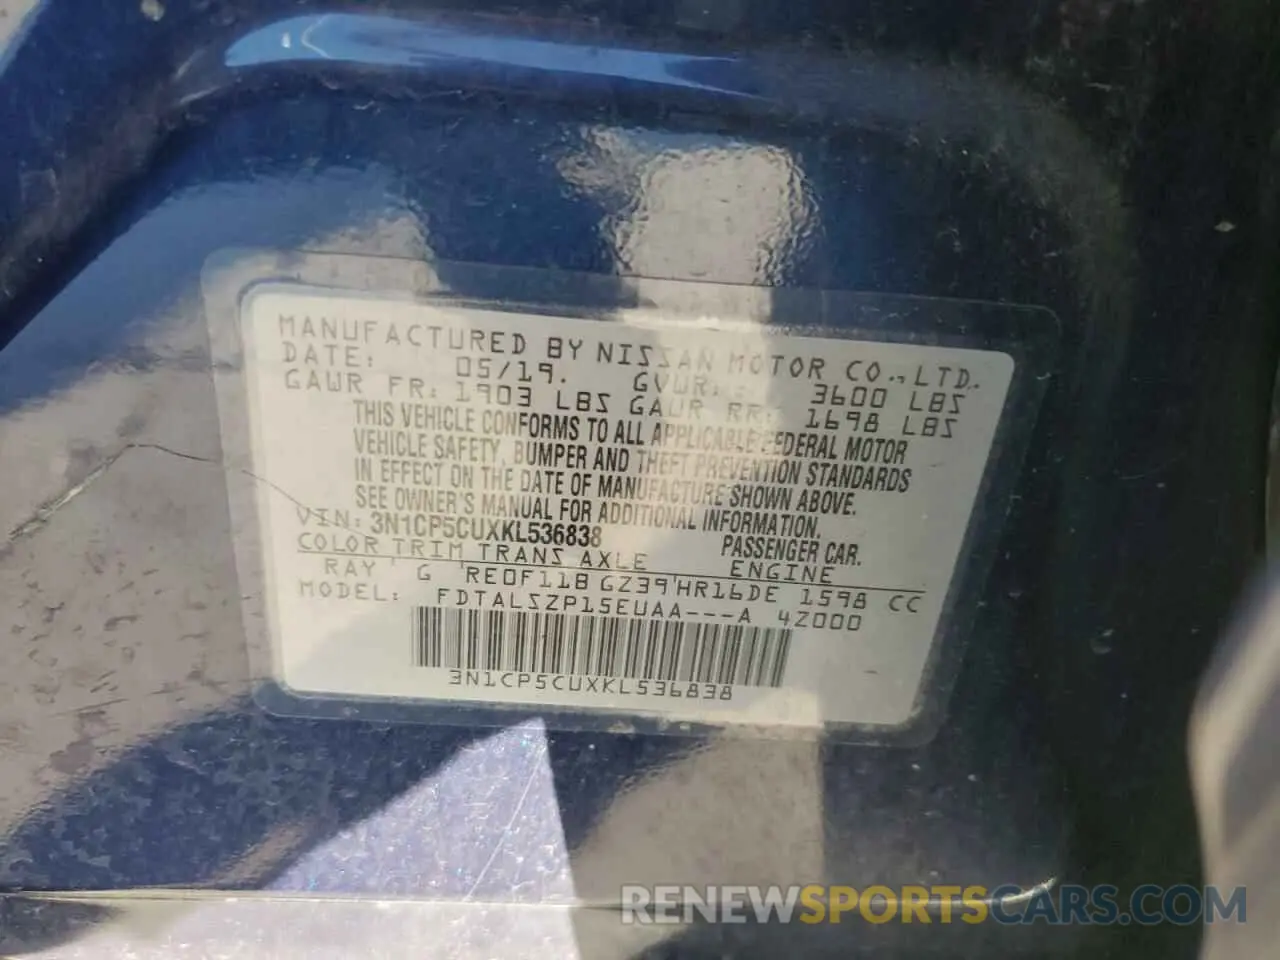 MANUFACTURED BY NISSAN MOTOR CO.,LTD.
DATE: 05/19. GVWR: 3600 LBS
GAWR FR: 1903 LBS GAWR RR: 1698 LBS
THIS VEHICLE CONFORMS TO ALL APPLICABLE FEDERAL MOTOR
VEHICLE SAFETY, BUMPER AND THEFT PREVENTION STANDARDS
IN EFFECT ON THE DATE OF MANUFACTURE SHOWN ABOVE.
SEE OWNER'S MANUAL FOR ADDITIONAL INFORMATION.
VIN: 3N1CP5CUXKL536838 PASSENGER CAR.
COLOR TRIM TRANS AXLE ENGINE
RAY G RE0F11B GZ39 HR16DE 1598 CC
MODEL: FDTALSZP15EUAA---A 4Z000
3N1CP5CUXKL536838
RENEWSPORTSCARS.COM